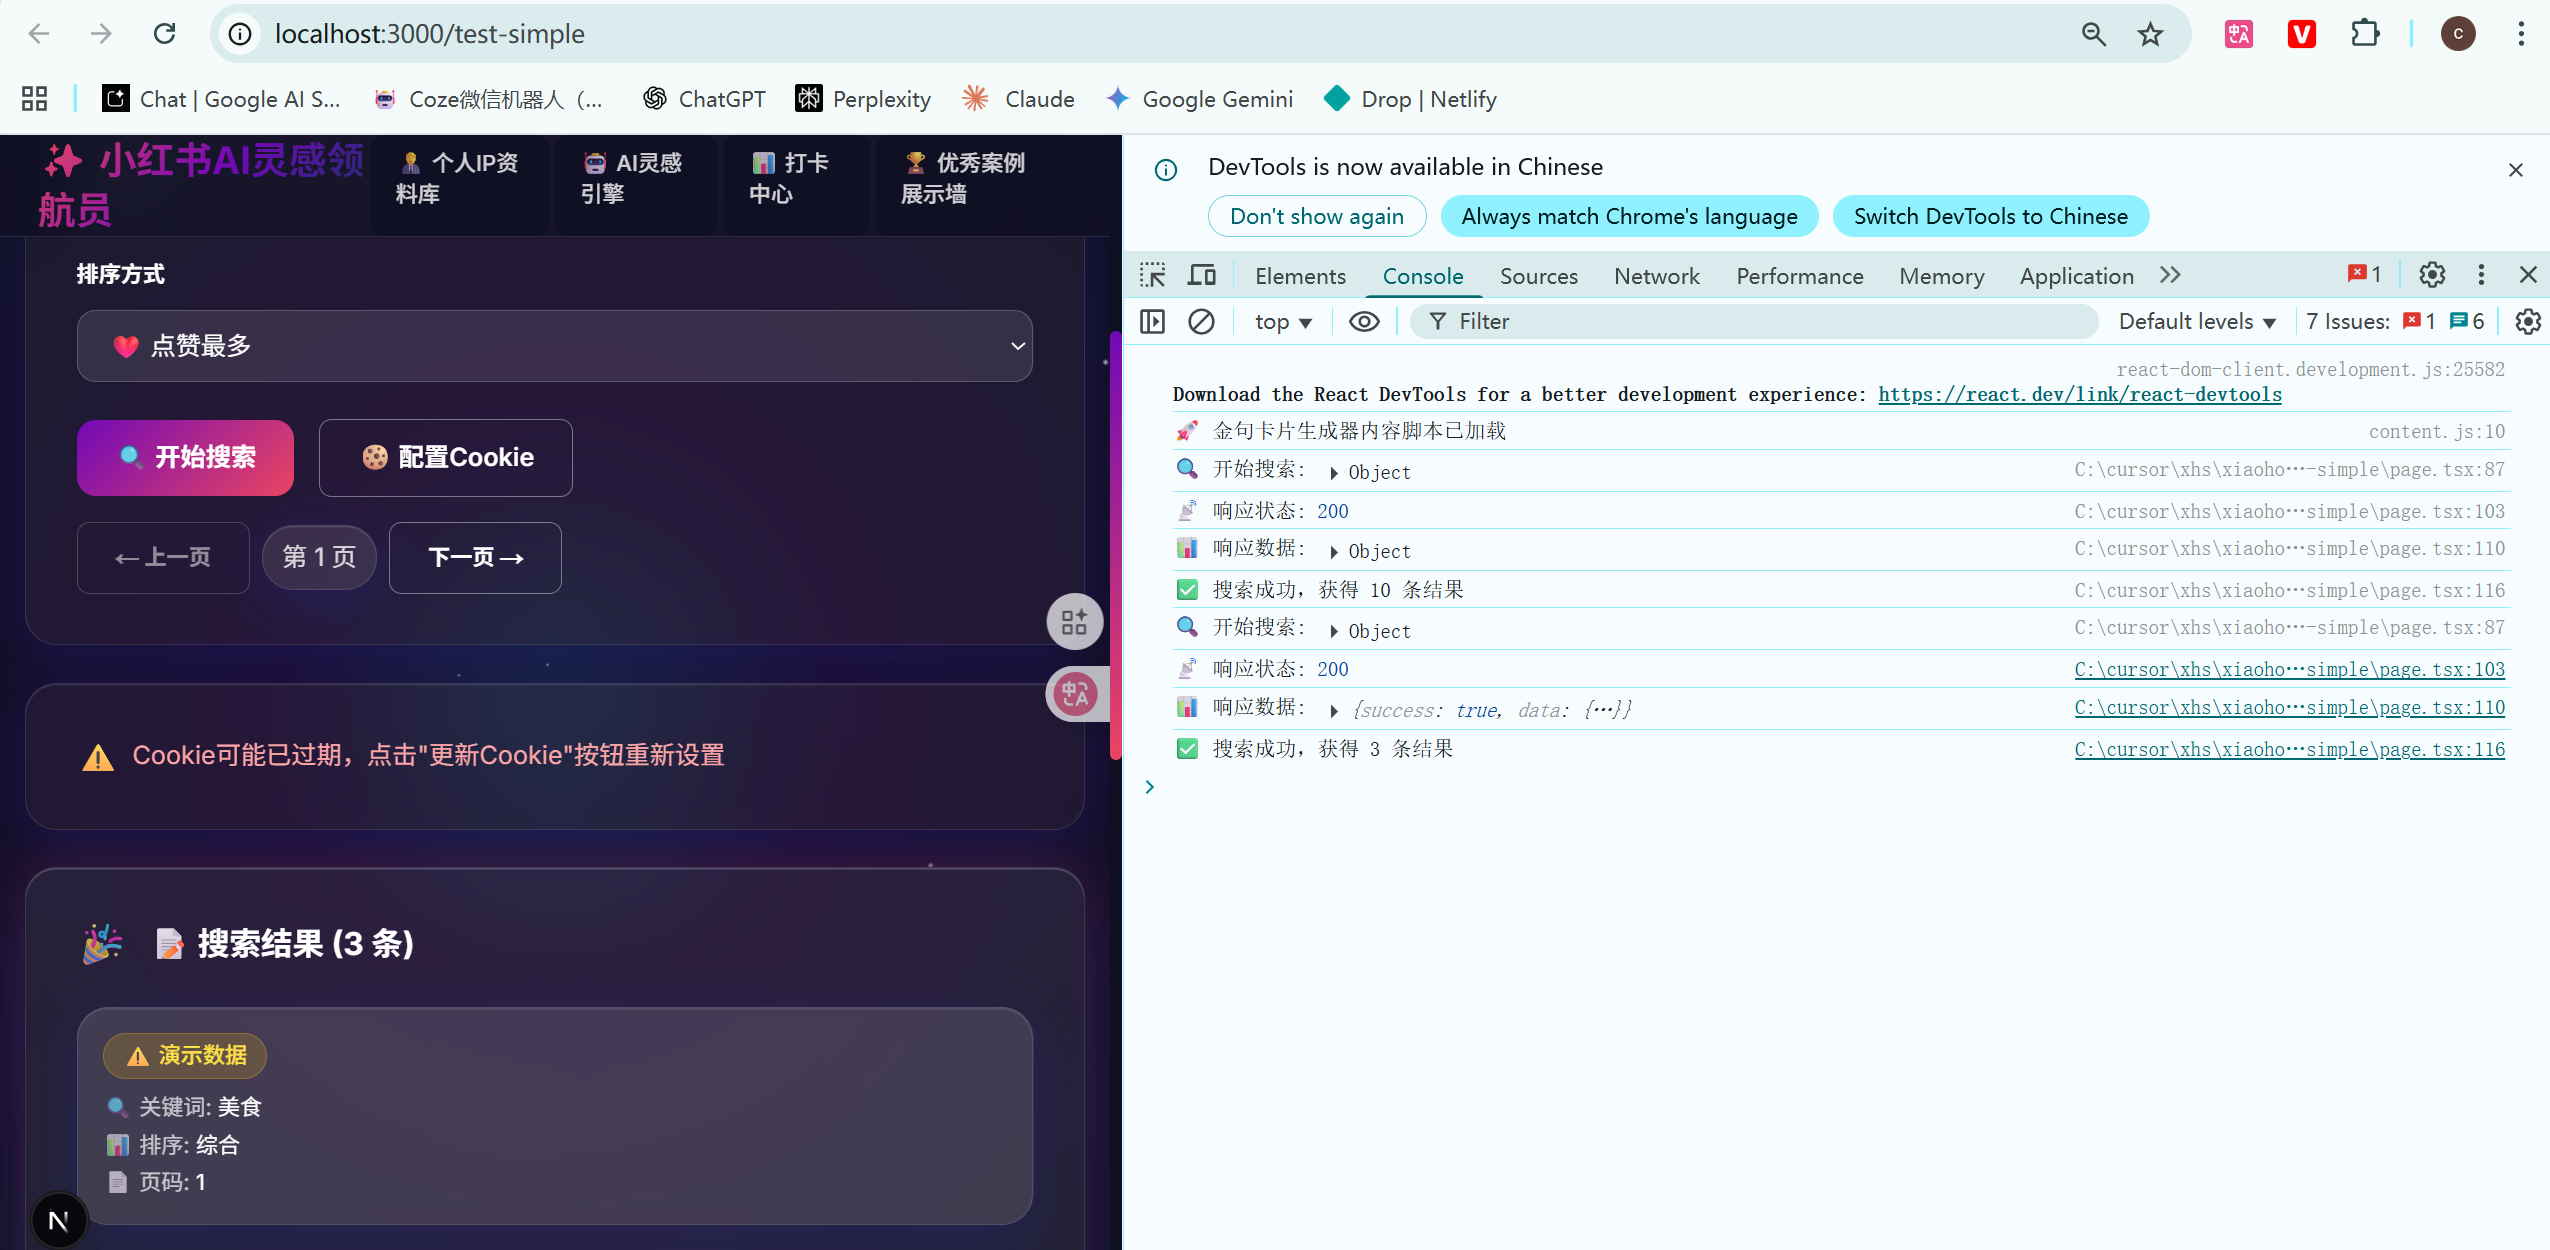 localhost:3000/test-simple
Chat | Google AI S...
Coze微信机器人（...
ChatGPT
Perplexity
Claude
Google Gemini
Drop | Netlify
小红书AI灵感领
航员
个人IP资
料库
AI灵感
引擎
打卡
中心
优秀案例
展示墙
排序方式
点赞最多
开始搜索
配置Cookie
←上一页
第 1 页
下一页→
Cookie可能已过期，点击"更新Cookie"按钮重新设置
搜索结果 (3 条)
演示数据
关键词: 美食
排序: 综合
页码: 1
N
DevTools is now available in Chinese
Don't show again
Always match Chrome's language
Switch DevTools to Chinese
Elements
Console
Sources
Network
Performance
Memory
Application
1
top
Filter
Default levels
7 Issues:
1
6
react-dom-client.development.js:25582
Download the React DevTools for a better development experience: https://react.dev/link/react-devtools
金句卡片生成器内容脚本已加载 content.js:10
开始搜索: Object C:\cursor\xhs\xiaoho…-simple\page.tsx:87
响应状态: 200 C:\cursor\xhs\xiaoho…simple\page.tsx:103
响应数据: Object C:\cursor\xhs\xiaoho…simple\page.tsx:110
搜索成功，获得 10 条结果 C:\cursor\xhs\xiaoho…simple\page.tsx:116
开始搜索: Object C:\cursor\xhs\xiaoho…-simple\page.tsx:87
响应状态: 200 C:\cursor\xhs\xiaoho…simple\page.tsx:103
响应数据: {success: true, data: {…}} C:\cursor\xhs\xiaoho…simple\page.tsx:110
搜索成功，获得 3 条结果 C:\cursor\xhs\xiaoho…simple\page.tsx:116